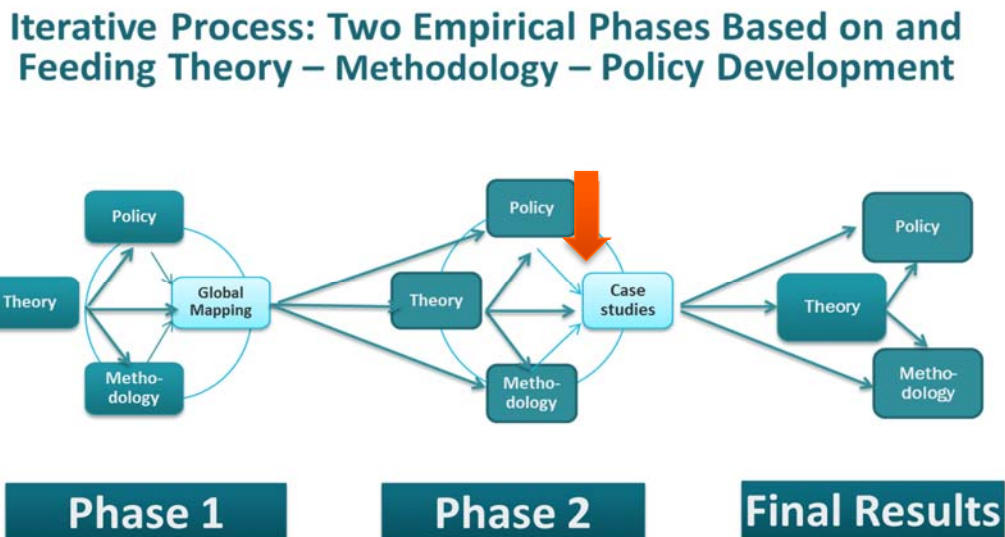 Iterative Process: Two Empirical Phases Based on and
Feeding Theory – Methodology – Policy Development
Policy
Theory
Global
Mapping
Metho-
dology
Policy
Theory
Case
studies
Metho-
dology
Policy
Theory
Metho-
dology
Phase 1
Phase 2
Final Results